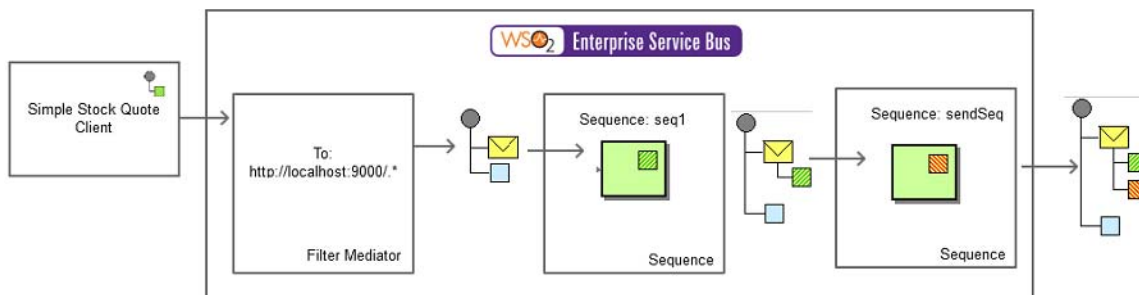 WSO2 Enterprise Service Bus
Simple Stock Quote
Client
To:
http://localhost:9000/.*
Filter Mediator
Sequence: seq1
Sequence
Sequence: sendSeq
Sequence